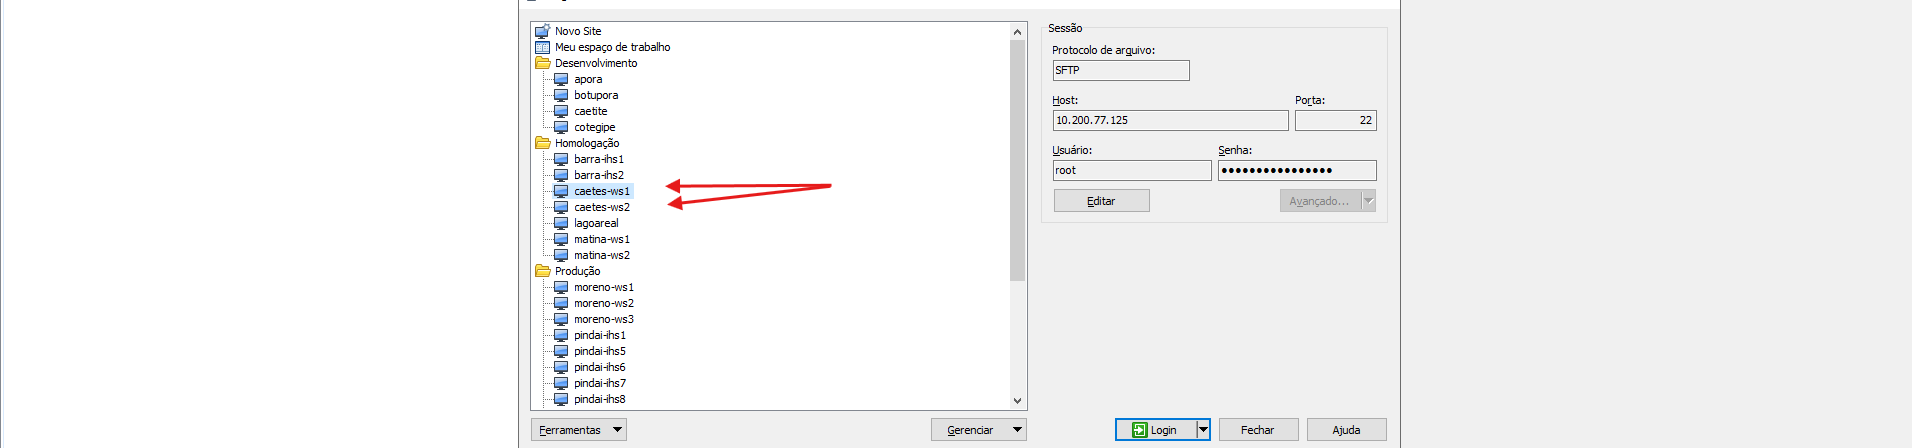 Novo Site
Meu espaço de trabalho
Desenvolvimento
apora
botupora
caetite
cotegipe
Homologação
barra-ihs1
barra-ihs2
caetes-ws1
caetes-ws2
lagoareal
matina-ws1
matina-ws2
Produção
moreno-ws1
moreno-ws2
moreno-ws3
pindai-ihs1
pindai-ihs5
pindai-ihs6
pindai-ihs7
pindai-ihs8
Sessão
Protocolo de arquivo:
SFTP
Host: Porta:
10.200.77.125 22
Usuário: Senha:
root ••••••••••••••••
Editar Avançado...
Ferramentas Gerenciar Login Fechar Ajuda